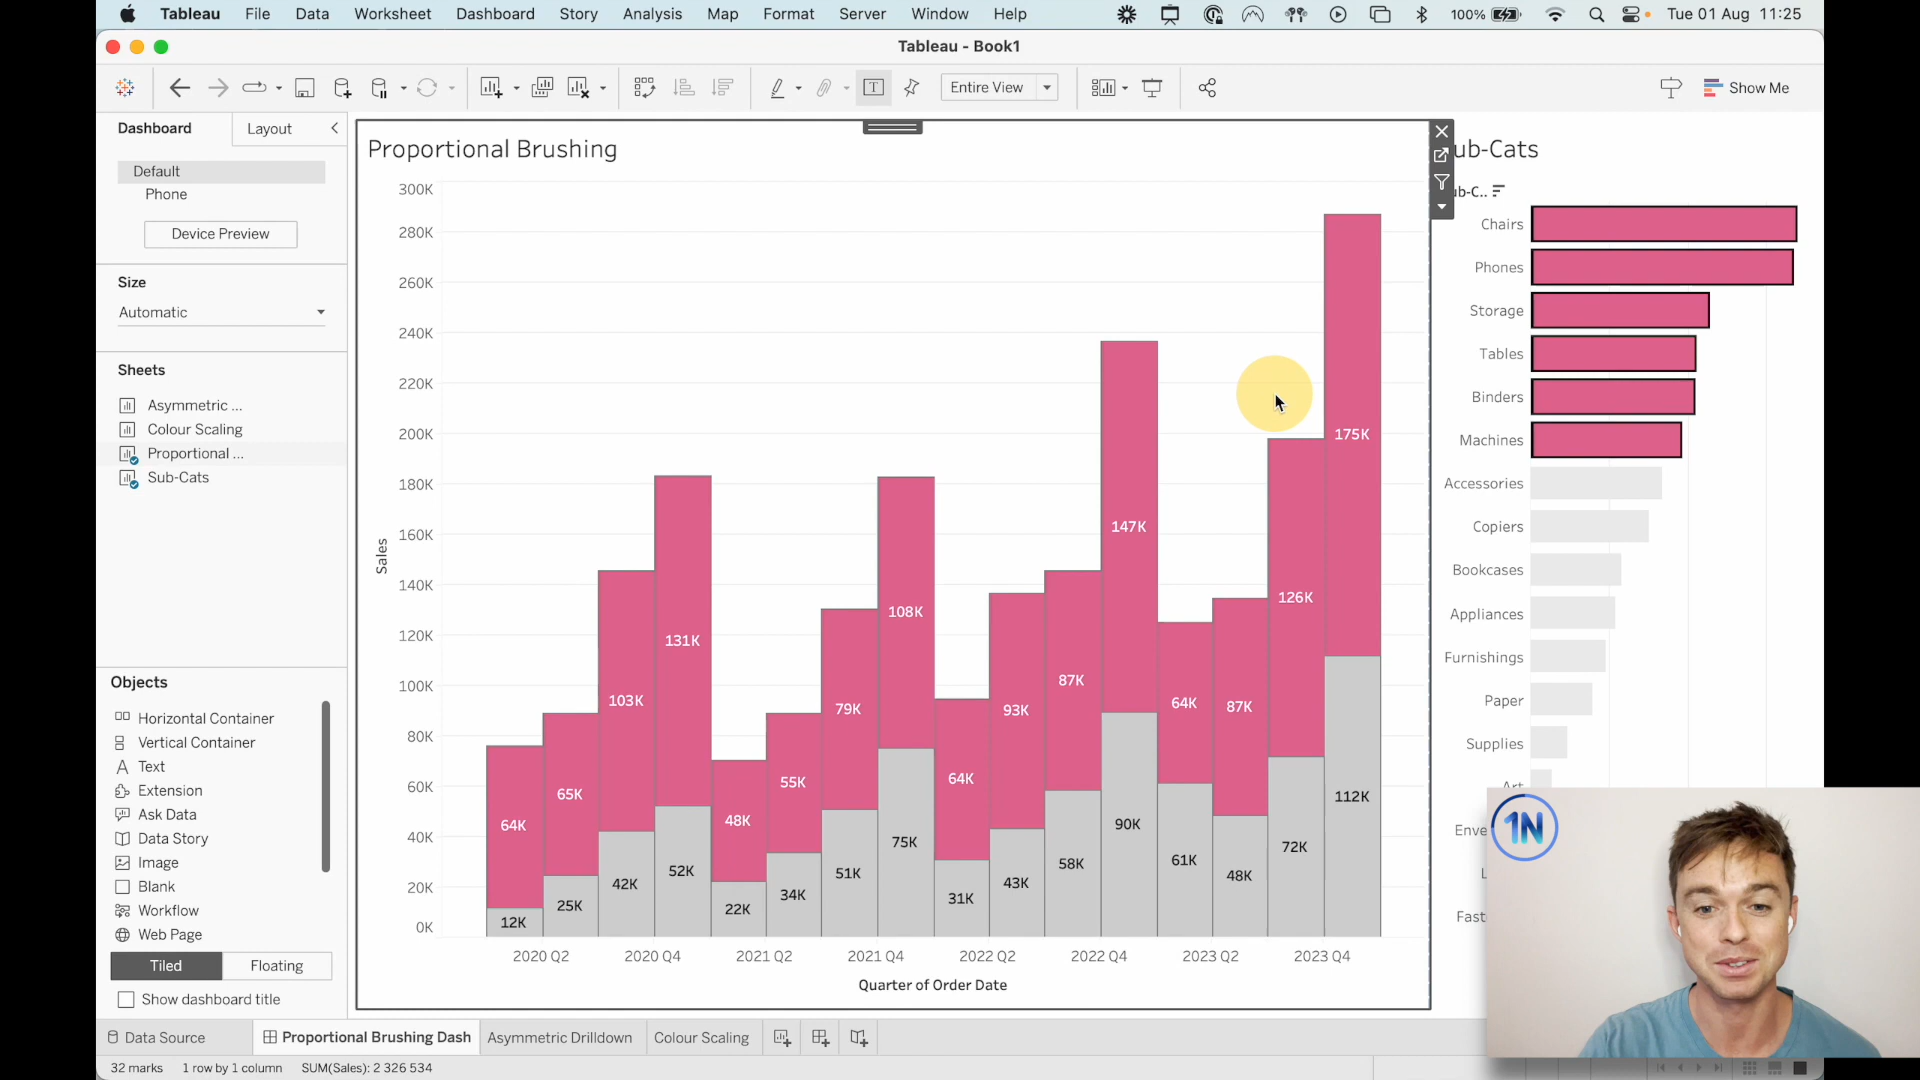 Tableau File Data Worksheet Dashboard Story Analysis Map Format Server Window Help 100% Tue 01 Aug 11:25
Tableau - Book1
Entire View
Show Me
Dashboard Layout
Default
Phone
Device Preview
Size
Automatic
Sheets
Asymmetric ...
Colour Scaling
Proportional ...
Sub-Cats
Objects
Horizontal Container
Vertical Container
Text
Extension
Ask Data
Data Story
Image
Blank
Workflow
Web Page
Tiled Floating
Show dashboard title
Proportional Brushing
300K
280K
260K
240K
220K
200K
180K
160K
140K
120K
100K
80K
60K
40K
20K
0K
Sales
64K 65K 103K 131K 48K 55K 79K 108K 64K 93K 87K 147K 64K 87K 126K 175K
12K 25K 42K 52K 22K 34K 51K 75K 31K 43K 58K 90K 61K 48K 72K 112K
2020 Q2 2020 Q4 2021 Q2 2021 Q4 2022 Q2 2022 Q4 2023 Q2 2023 Q4
Quarter of Order Date
ub-Cats
ub-C..
Chairs
Phones
Storage
Tables
Binders
Machines
Accessories
Copiers
Bookcases
Appliances
Furnishings
Paper
Supplies
Art
Enve
L
Fast
1N
Data Source Proportional Brushing Dash Asymmetric Drilldown Colour Scaling
32 marks 1 row by 1 column SUM(Sales): 2 326 534